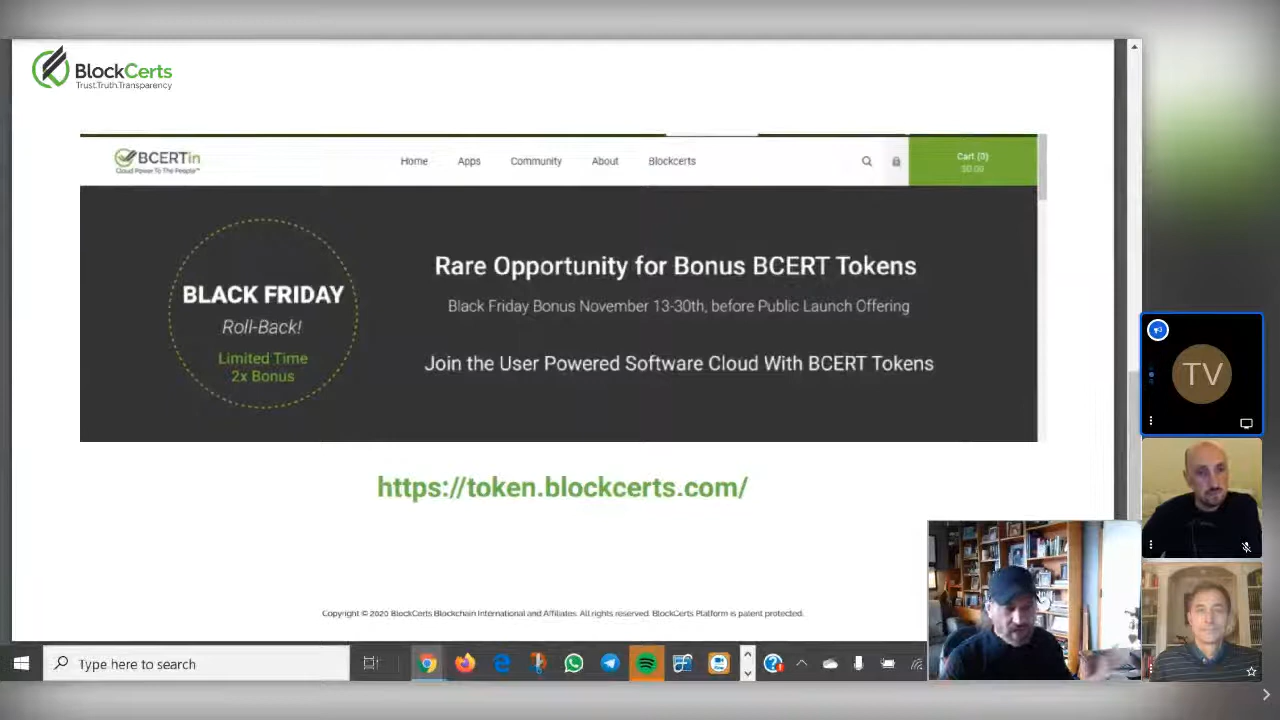 BlockCerts
Trust.Truth.Transparency
BCERTin
Cloud Power To The People™
Home
Apps
Community
About
Blockcerts
Cart (0)
$0.00
BLACK FRIDAY
Roll-Back!
Limited Time
2x Bonus
Rare Opportunity for Bonus BCERT Tokens
Black Friday Bonus November 13-30th, before Public Launch Offering
Join the User Powered Software Cloud With BCERT Tokens
https://token.blockcerts.com/
Copyright © 2020 BlockCerts Blockchain International and Affiliates. All rights reserved. BlockCerts Platform is patent protected.
TV
Type here to search